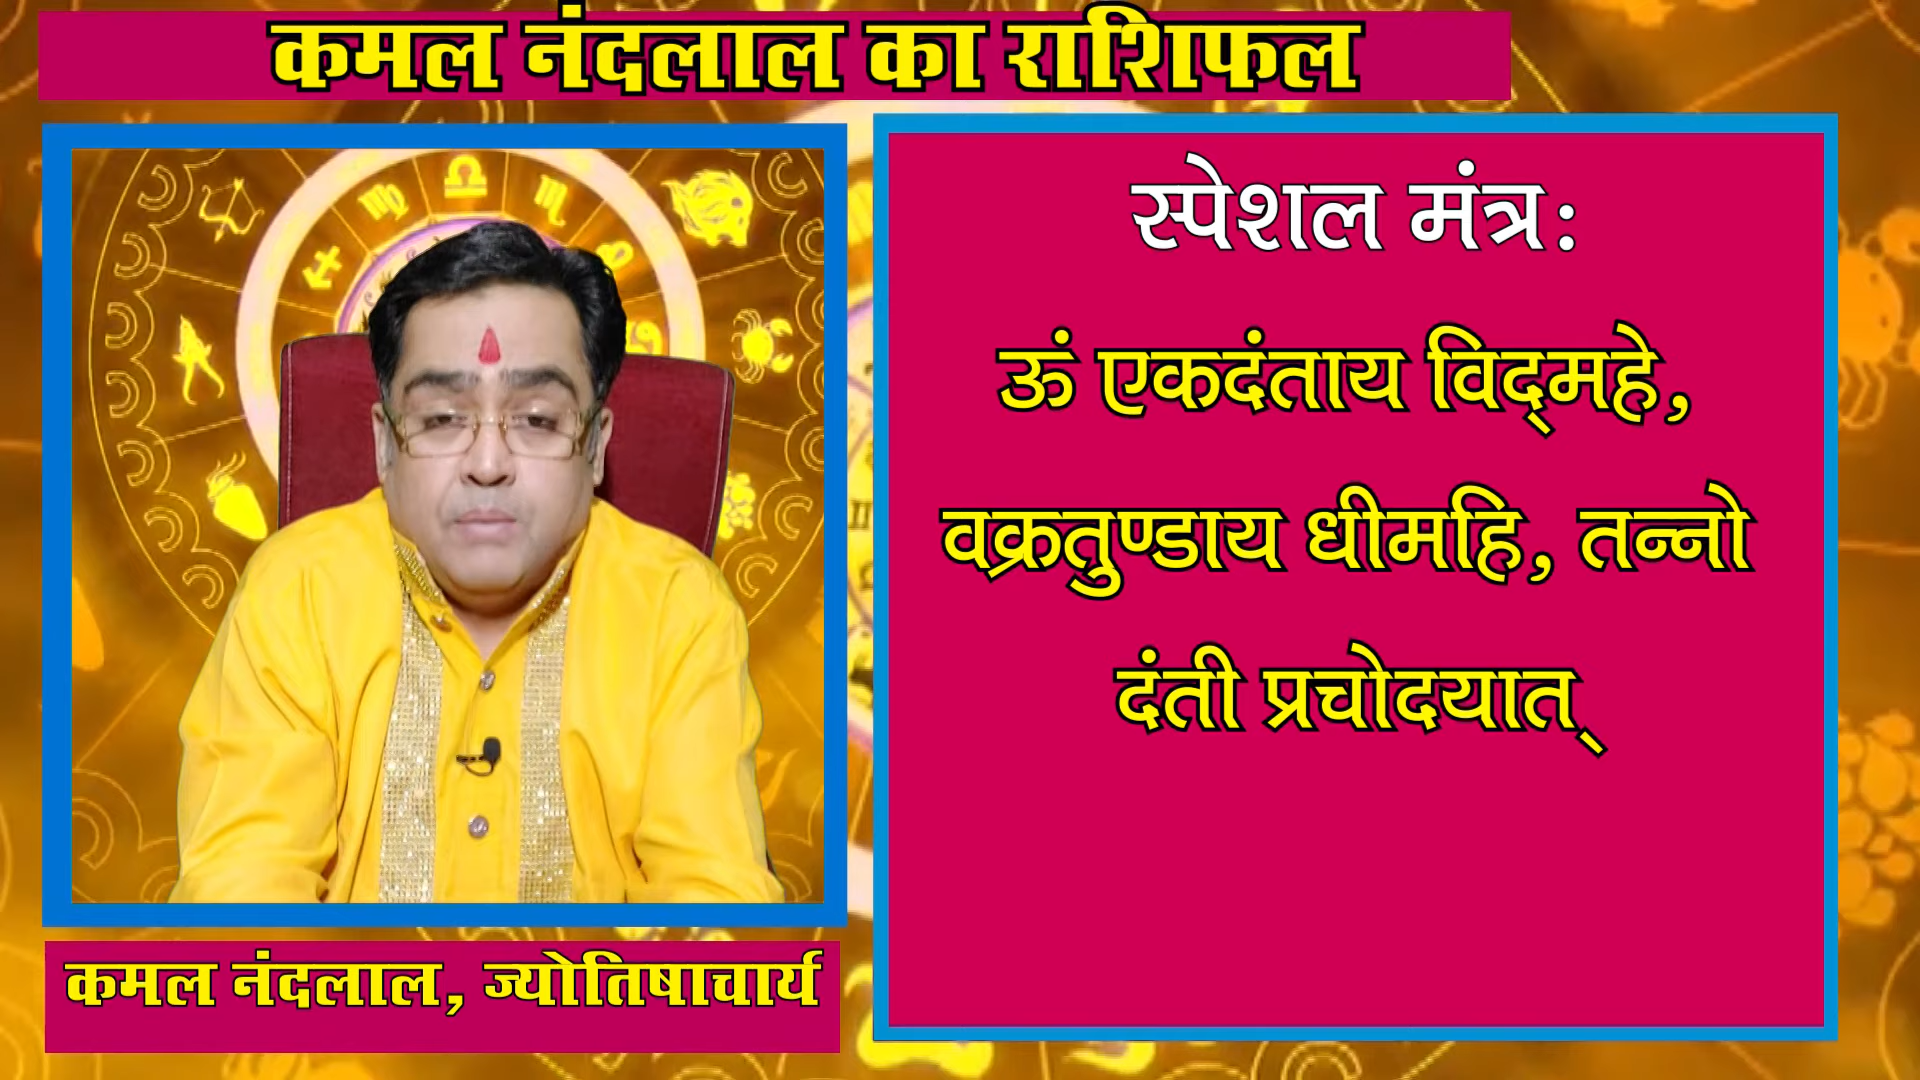 कमल नंदलाल का राशिफल
स्पेशल मंत्र:
ऊं एकदंताय विद्‌महे,
वक्रतुण्डाय धीमहि, तन्नो
दंती प्रचोदयात्
कमल नंदलाल, ज्योतिषाचार्य